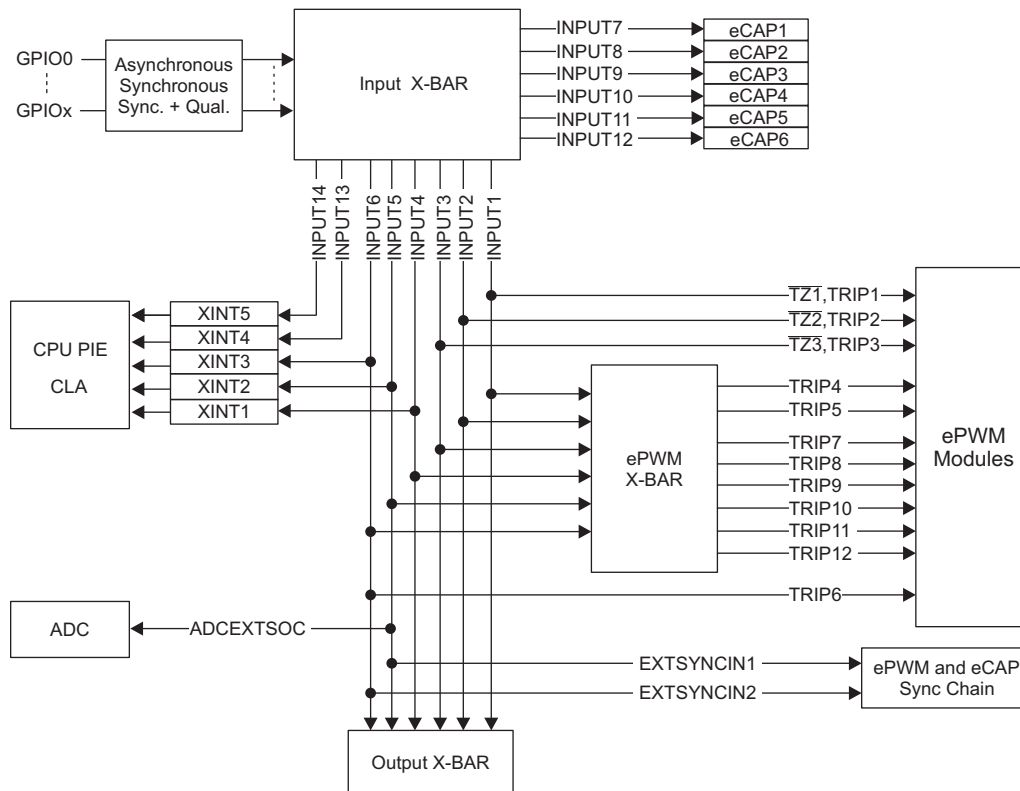 GPIO0
GPIOx
Asynchronous
Synchronous
Sync. + Qual.
Input X-BAR
INPUT7
INPUT8
INPUT9
INPUT10
INPUT11
INPUT12
eCAP1
eCAP2
eCAP3
eCAP4
eCAP5
eCAP6
INPUT14
INPUT13
INPUT6
INPUT5
INPUT4
INPUT3
INPUT2
INPUT1
CPU PIE
CLA
XINT5
XINT4
XINT3
XINT2
XINT1
TZ1,TRIP1
TZ2,TRIP2
TZ3,TRIP3
ePWM
X-BAR
TRIP4
TRIP5
TRIP7
TRIP8
TRIP9
TRIP10
TRIP11
TRIP12
TRIP6
ePWM
Modules
ADC
ADCEXTSOC
EXTSYNCIN1
EXTSYNCIN2
ePWM and eCAP
Sync Chain
Output X-BAR